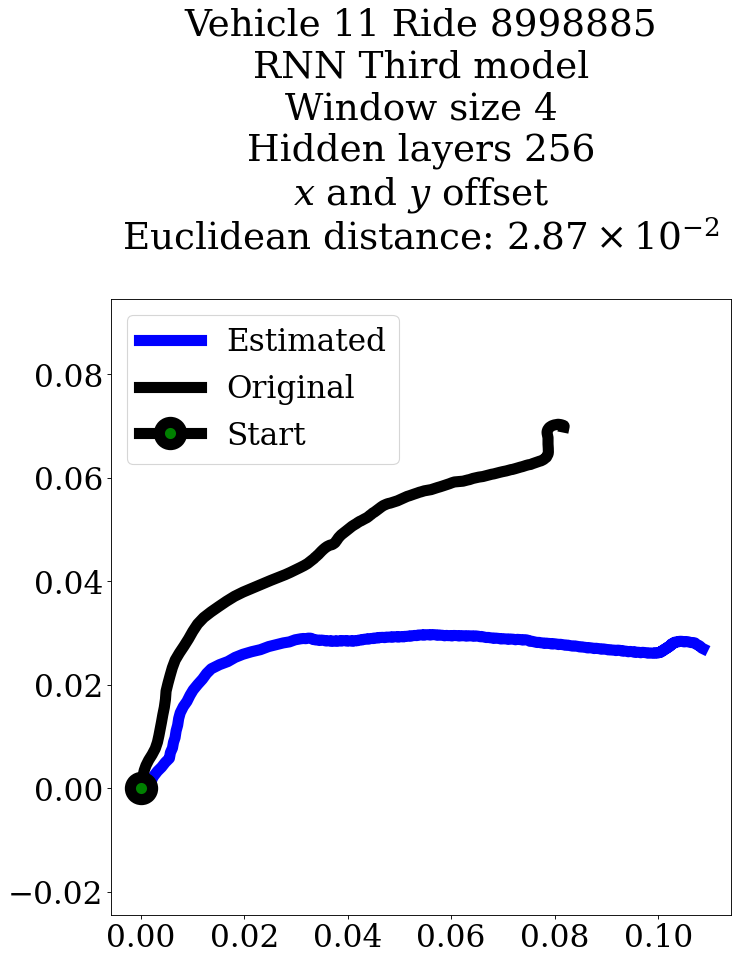 Vehicle 11 Ride 8998885
RNN Third model
Window size 4
Hidden layers 256
x and y offset
Euclidean distance: 2.87 × 10⁻²
Estimated
Original
Start
0.08
0.06
0.04
0.02
0.00
−0.02
0.00 0.02 0.04 0.06 0.08 0.10